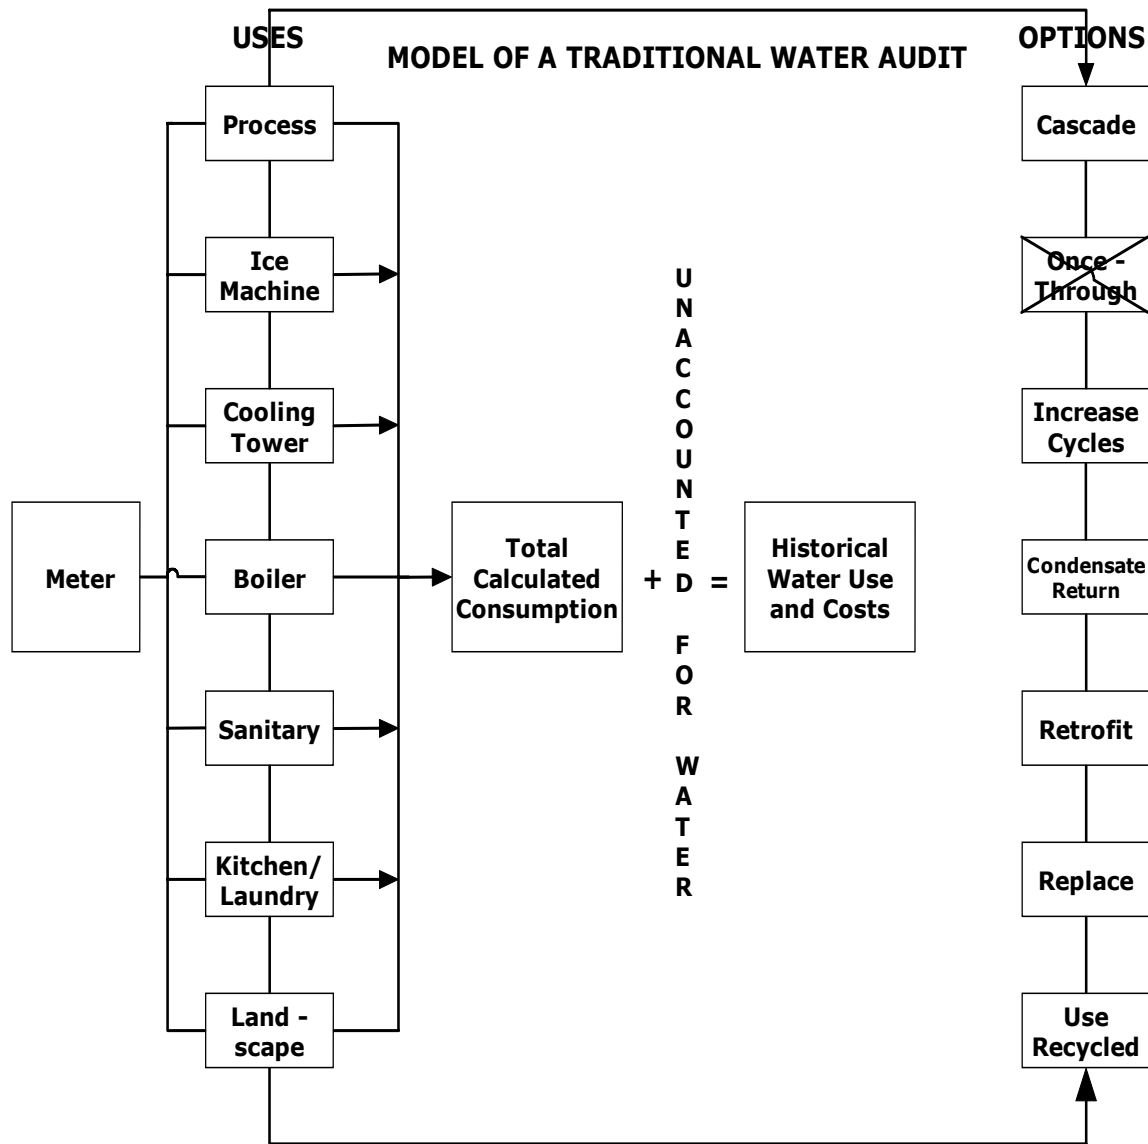 USES
MODEL OF A TRADITIONAL WATER AUDIT
OPTIONS
Process
Ice
Machine
Cooling
Tower
Meter
Boiler
Sanitary
Kitchen/
Laundry
Land -
scape
Total
Calculated
Consumption
+
UNACCOUNTED FOR WATER
=
Historical
Water Use
and Costs
Cascade
Once -
Through
Increase
Cycles
Condensate
Return
Retrofit
Replace
Use
Recycled